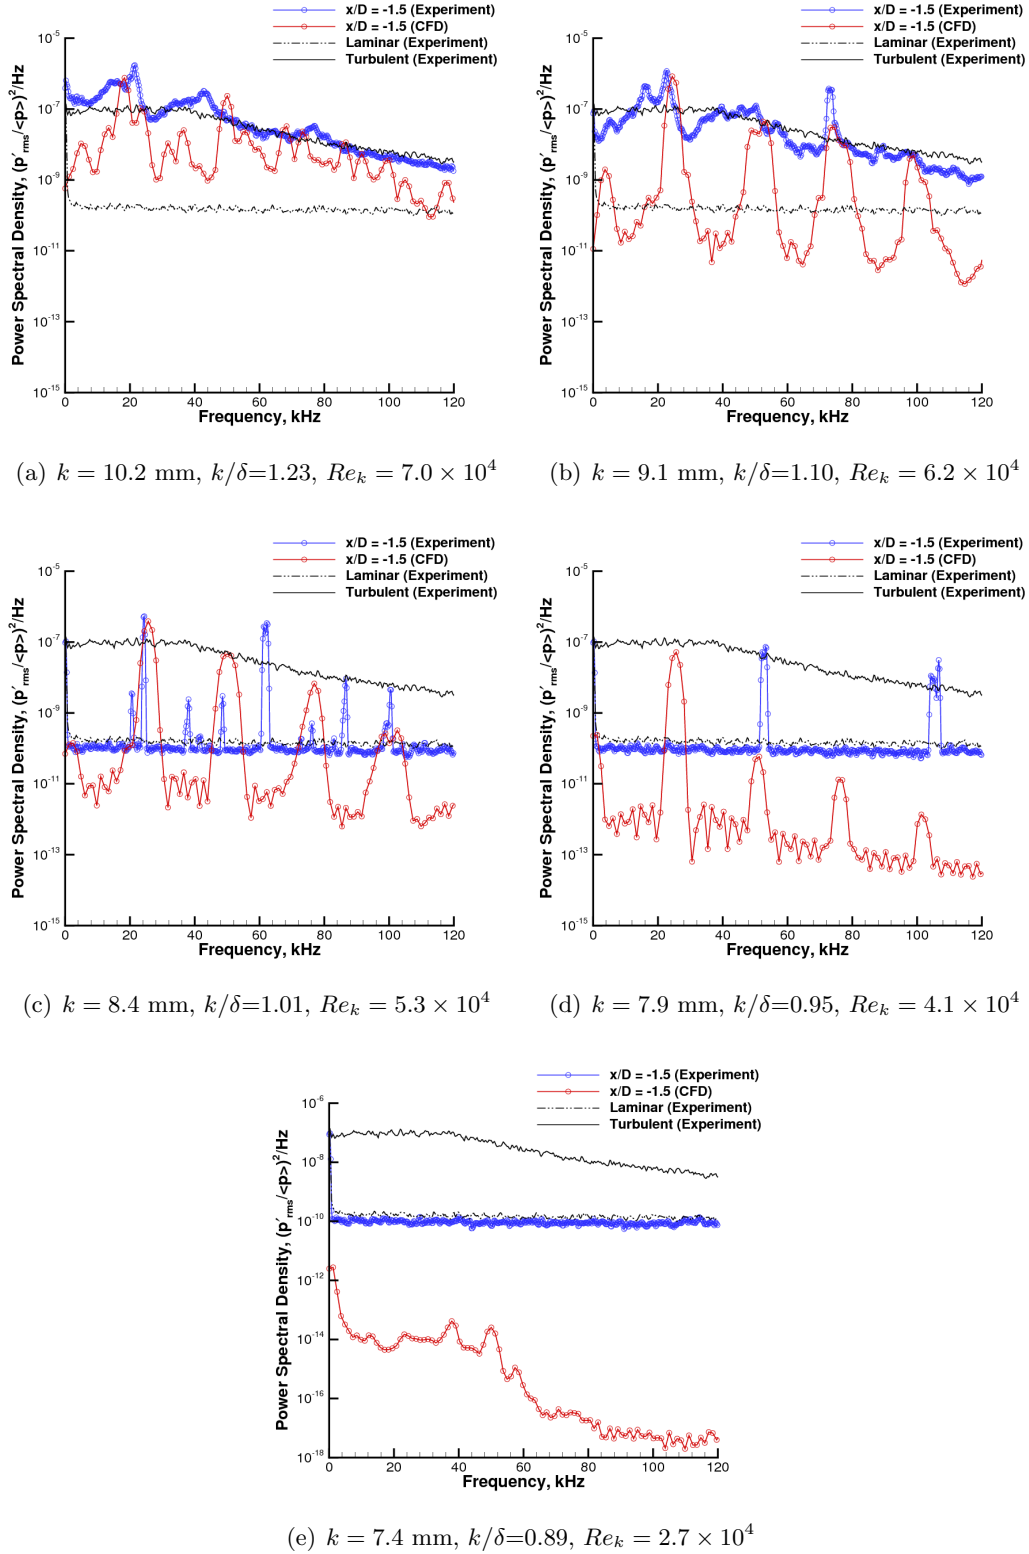 x/D = -1.5 (Experiment)
x/D = -1.5 (CFD)
Laminar (Experiment)
Turbulent (Experiment)
10⁻⁵
10⁻⁷
10⁻⁹
10⁻¹¹
10⁻¹³
10⁻¹⁵
Power Spectral Density, (p′rms/<p>)²/Hz
0 20 40 60 80 100 120
Frequency, kHz
(a) k = 10.2 mm, k/δ=1.23, Reₖ = 7.0 × 10⁴
x/D = -1.5 (Experiment)
x/D = -1.5 (CFD)
Laminar (Experiment)
Turbulent (Experiment)
10⁻⁵
10⁻⁷
10⁻⁹
10⁻¹¹
10⁻¹³
10⁻¹⁵
Power Spectral Density, (p′rms/<p>)²/Hz
0 20 40 60 80 100 120
Frequency, kHz
(b) k = 9.1 mm, k/δ=1.10, Reₖ = 6.2 × 10⁴
x/D = -1.5 (Experiment)
x/D = -1.5 (CFD)
Laminar (Experiment)
Turbulent (Experiment)
10⁻⁵
10⁻⁷
10⁻⁹
10⁻¹¹
10⁻¹³
10⁻¹⁵
Power Spectral Density, (p′rms/<p>)²/Hz
0 20 40 60 80 100 120
Frequency, kHz
(c) k = 8.4 mm, k/δ=1.01, Reₖ = 5.3 × 10⁴
x/D = -1.5 (Experiment)
x/D = -1.5 (CFD)
Laminar (Experiment)
Turbulent (Experiment)
10⁻⁵
10⁻⁷
10⁻⁹
10⁻¹¹
10⁻¹³
10⁻¹⁵
Power Spectral Density, (p′rms/<p>)²/Hz
0 20 40 60 80 100 120
Frequency, kHz
(d) k = 7.9 mm, k/δ=0.95, Reₖ = 4.1 × 10⁴
x/D = -1.5 (Experiment)
x/D = -1.5 (CFD)
Laminar (Experiment)
Turbulent (Experiment)
10⁻⁶
10⁻⁸
10⁻¹⁰
10⁻¹²
10⁻¹⁴
10⁻¹⁶
10⁻¹⁸
Power Spectral Density, (p′rms/<p>)²/Hz
0 20 40 60 80 100 120
Frequency, kHz
(e) k = 7.4 mm, k/δ=0.89, Reₖ = 2.7 × 10⁴